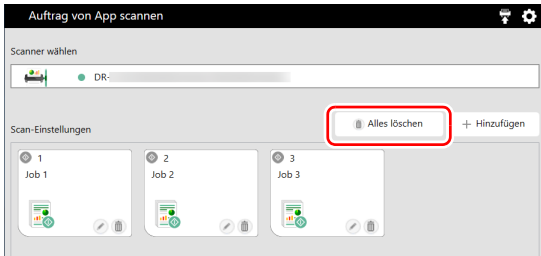 Auftrag von App scannen
Scanner wählen
DR-
Scan-Einstellungen
Alles löschen
+ Hinzufügen
1
Job 1
2
Job 2
3
Job 3